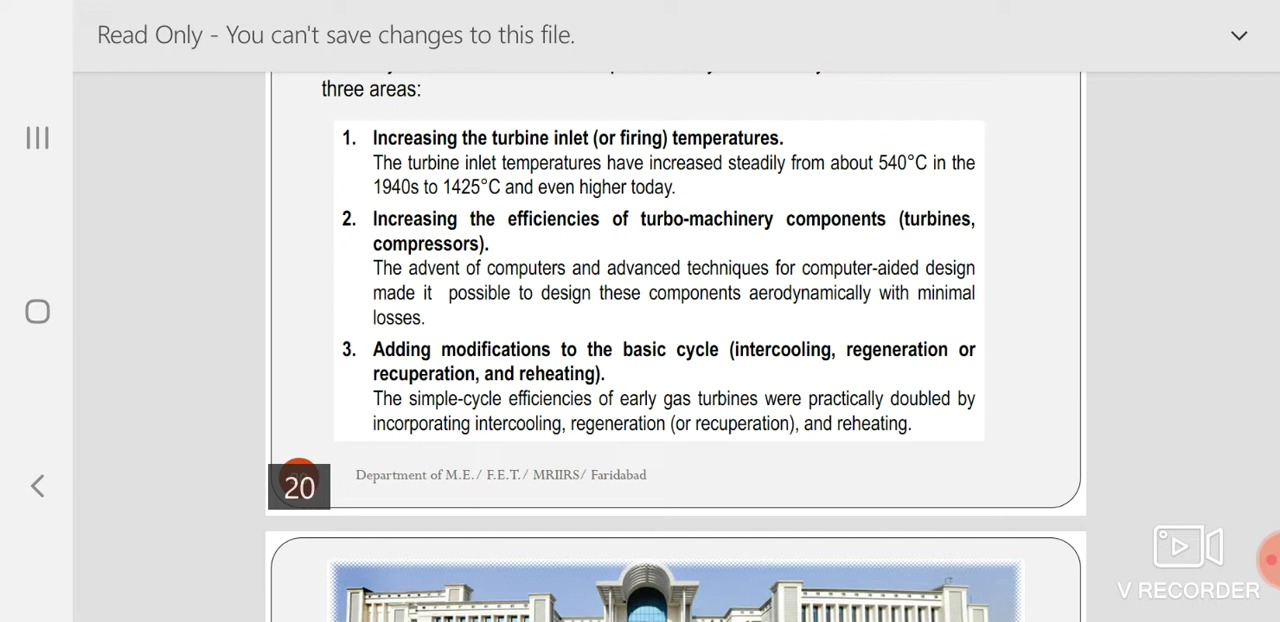 Read Only - You can't save changes to this file.
three areas:
1. Increasing the turbine inlet (or firing) temperatures.
The turbine inlet temperatures have increased steadily from about 540°C in the
1940s to 1425°C and even higher today.
2. Increasing the efficiencies of turbo-machinery components (turbines,
compressors).
The advent of computers and advanced techniques for computer-aided design
made it possible to design these components aerodynamically with minimal
losses.
3. Adding modifications to the basic cycle (intercooling, regeneration or
recuperation, and reheating).
The simple-cycle efficiencies of early gas turbines were practically doubled by
incorporating intercooling, regeneration (or recuperation), and reheating.
20
Department of M.E./ F.E.T./ MRIIRS/ Faridabad
V RECORDER